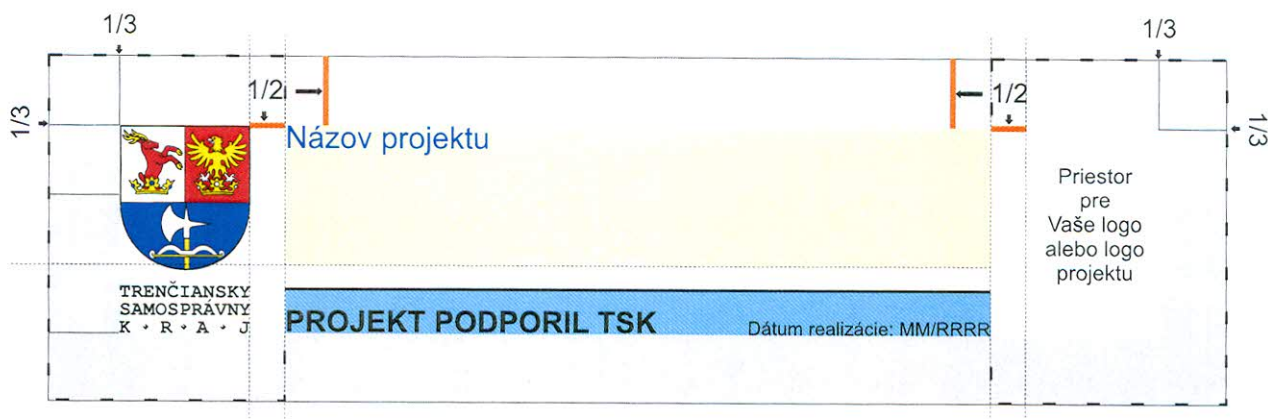 1/3
1/3
1/2
1/2
1/3
1/3
Názov projektu
Priestor
pre
Vaše logo
alebo logo
projektu
TRENČIANSKY
SAMOSPRÁVNY
K · R · A · J
PROJEKT PODPORIL TSK
Dátum realizácie: MM/RRRR